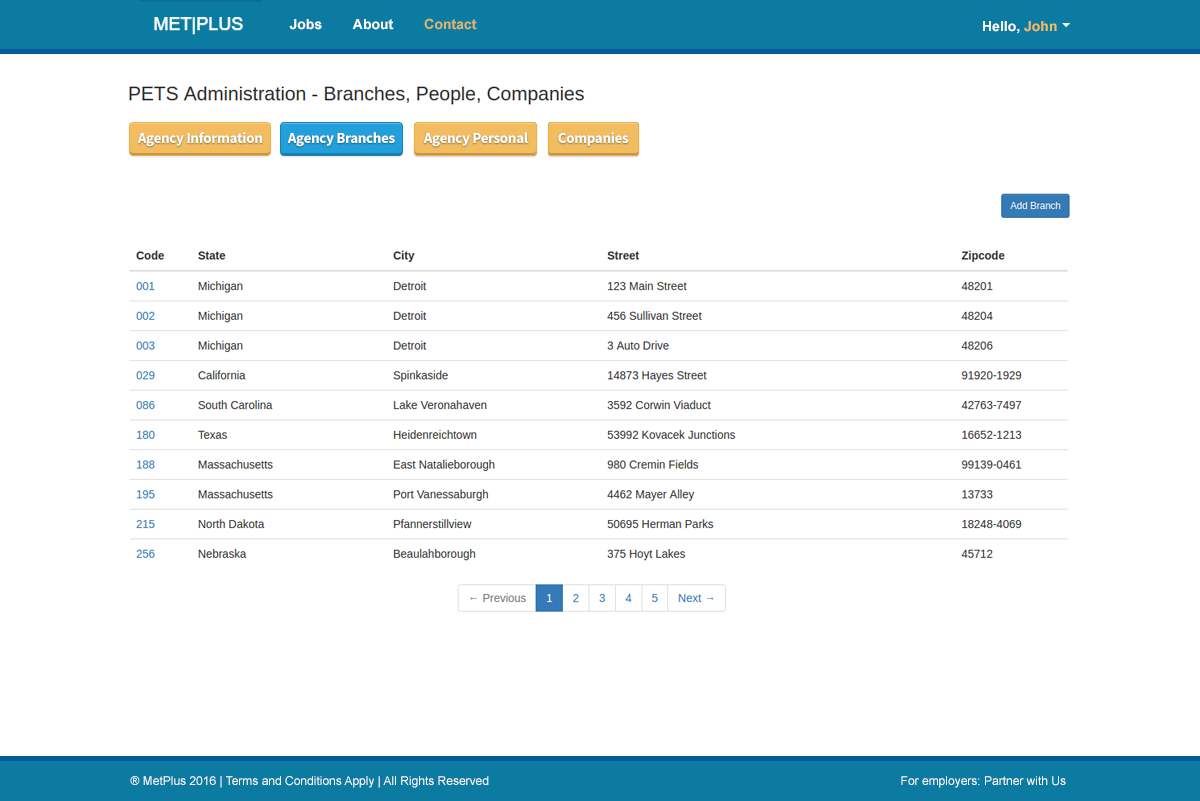 MET|PLUS Jobs About Contact Hello, John
PETS Administration - Branches, People, Companies
Agency Information Agency Branches Agency Personal Companies
Add Branch
Code State City Street Zipcode
001 Michigan Detroit 123 Main Street 48201
002 Michigan Detroit 456 Sullivan Street 48204
003 Michigan Detroit 3 Auto Drive 48206
029 California Spinkaside 14873 Hayes Street 91920-1929
086 South Carolina Lake Veronahaven 3592 Corwin Viaduct 42763-7497
180 Texas Heidenreichtown 53992 Kovacek Junctions 16652-1213
188 Massachusetts East Natalieborough 980 Cremin Fields 99139-0461
195 Massachusetts Port Vanessaburgh 4462 Mayer Alley 13733
215 North Dakota Pfannerstillview 50695 Herman Parks 18248-4069
256 Nebraska Beaulahborough 375 Hoyt Lakes 45712
← Previous 1 2 3 4 5 Next →
® MetPlus 2016 | Terms and Conditions Apply | All Rights Reserved For employers: Partner with Us